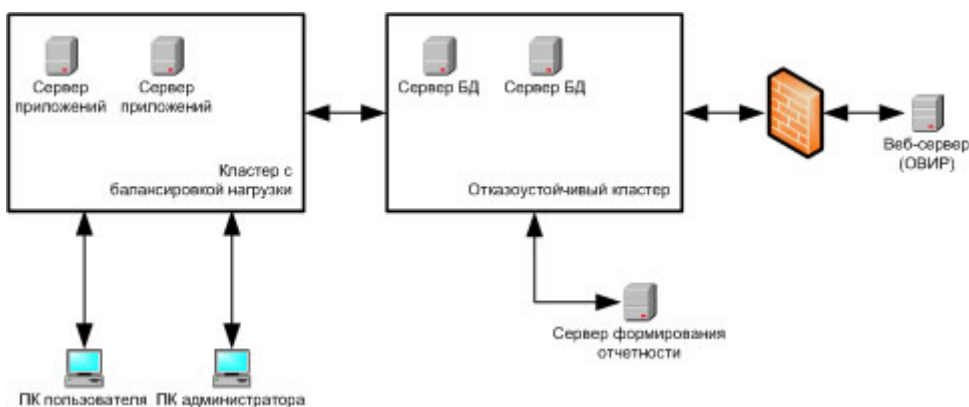 Сервер
приложений
Сервер
приложений
Кластер с
балансировкой нагрузки
Сервер БД
Сервер БД
Отказоустойчивый кластер
Веб-сервер
(ОВИР)
Сервер формирования
отчетности
ПК пользователя
ПК администратора